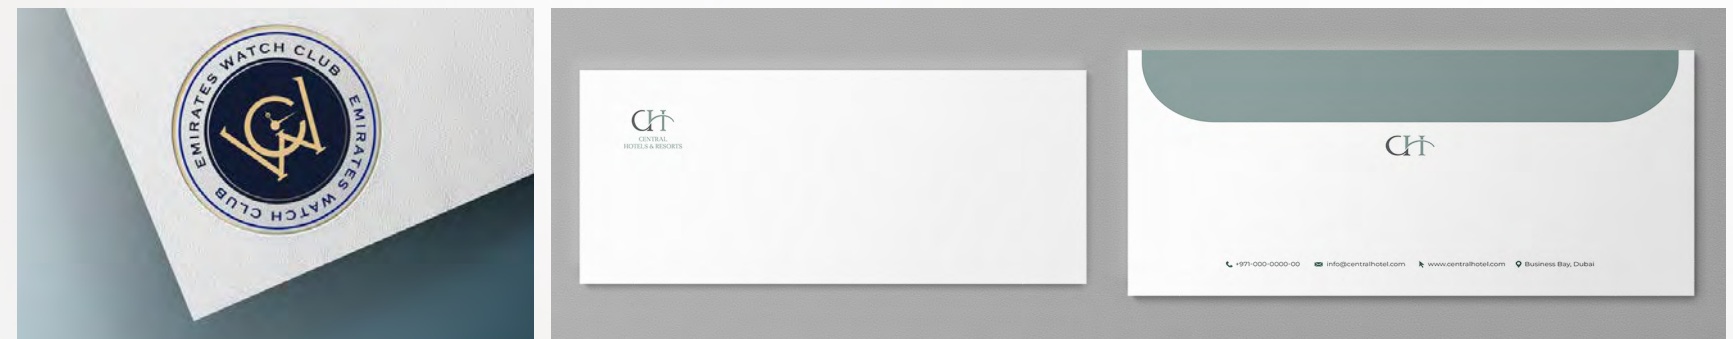 EMIRATES WATCH CLUB
EMIRATES WATCH CLUB
CH
CENTRAL
HOTELS & RESORTS
CH
+971-000-0000-00 info@centralhotel.com www.centralhotel.com Business Bay, Dubai